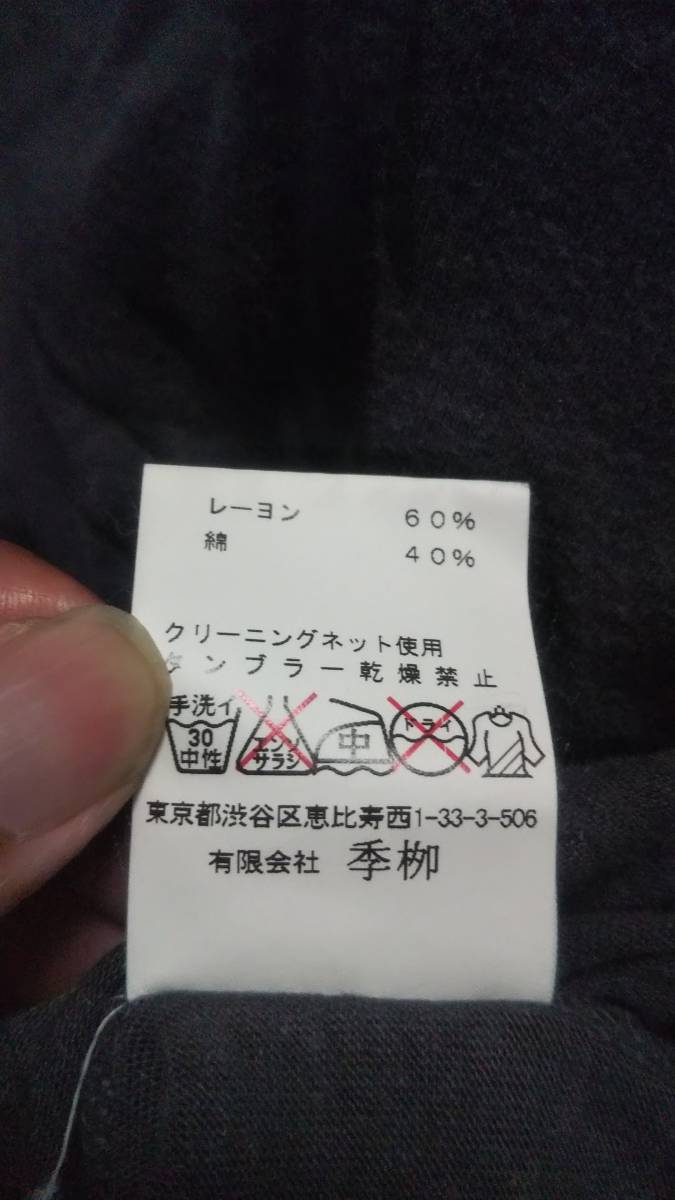 レーヨン 60%
綿 40%
クリーニングネット使用
タンブラー乾燥禁止
手洗イ 30 中性 エンソ サラシ 中 ドライ
東京都渋谷区恵比寿西1-33-3-506
有限会社 季栁